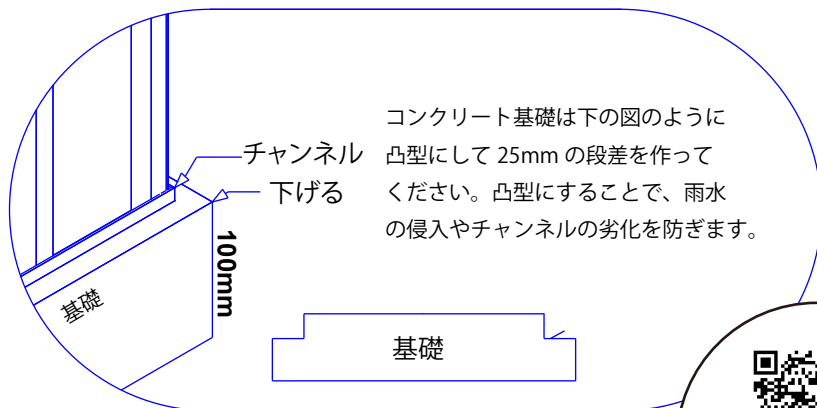 コンクリート基礎は下の図のように
凸型にして 25mm の段差を作って
ください。凸型にすることで、雨水
の侵入やチャンネルの劣化を防ぎます。
チャンネル
下げる
100mm
基礎
基礎